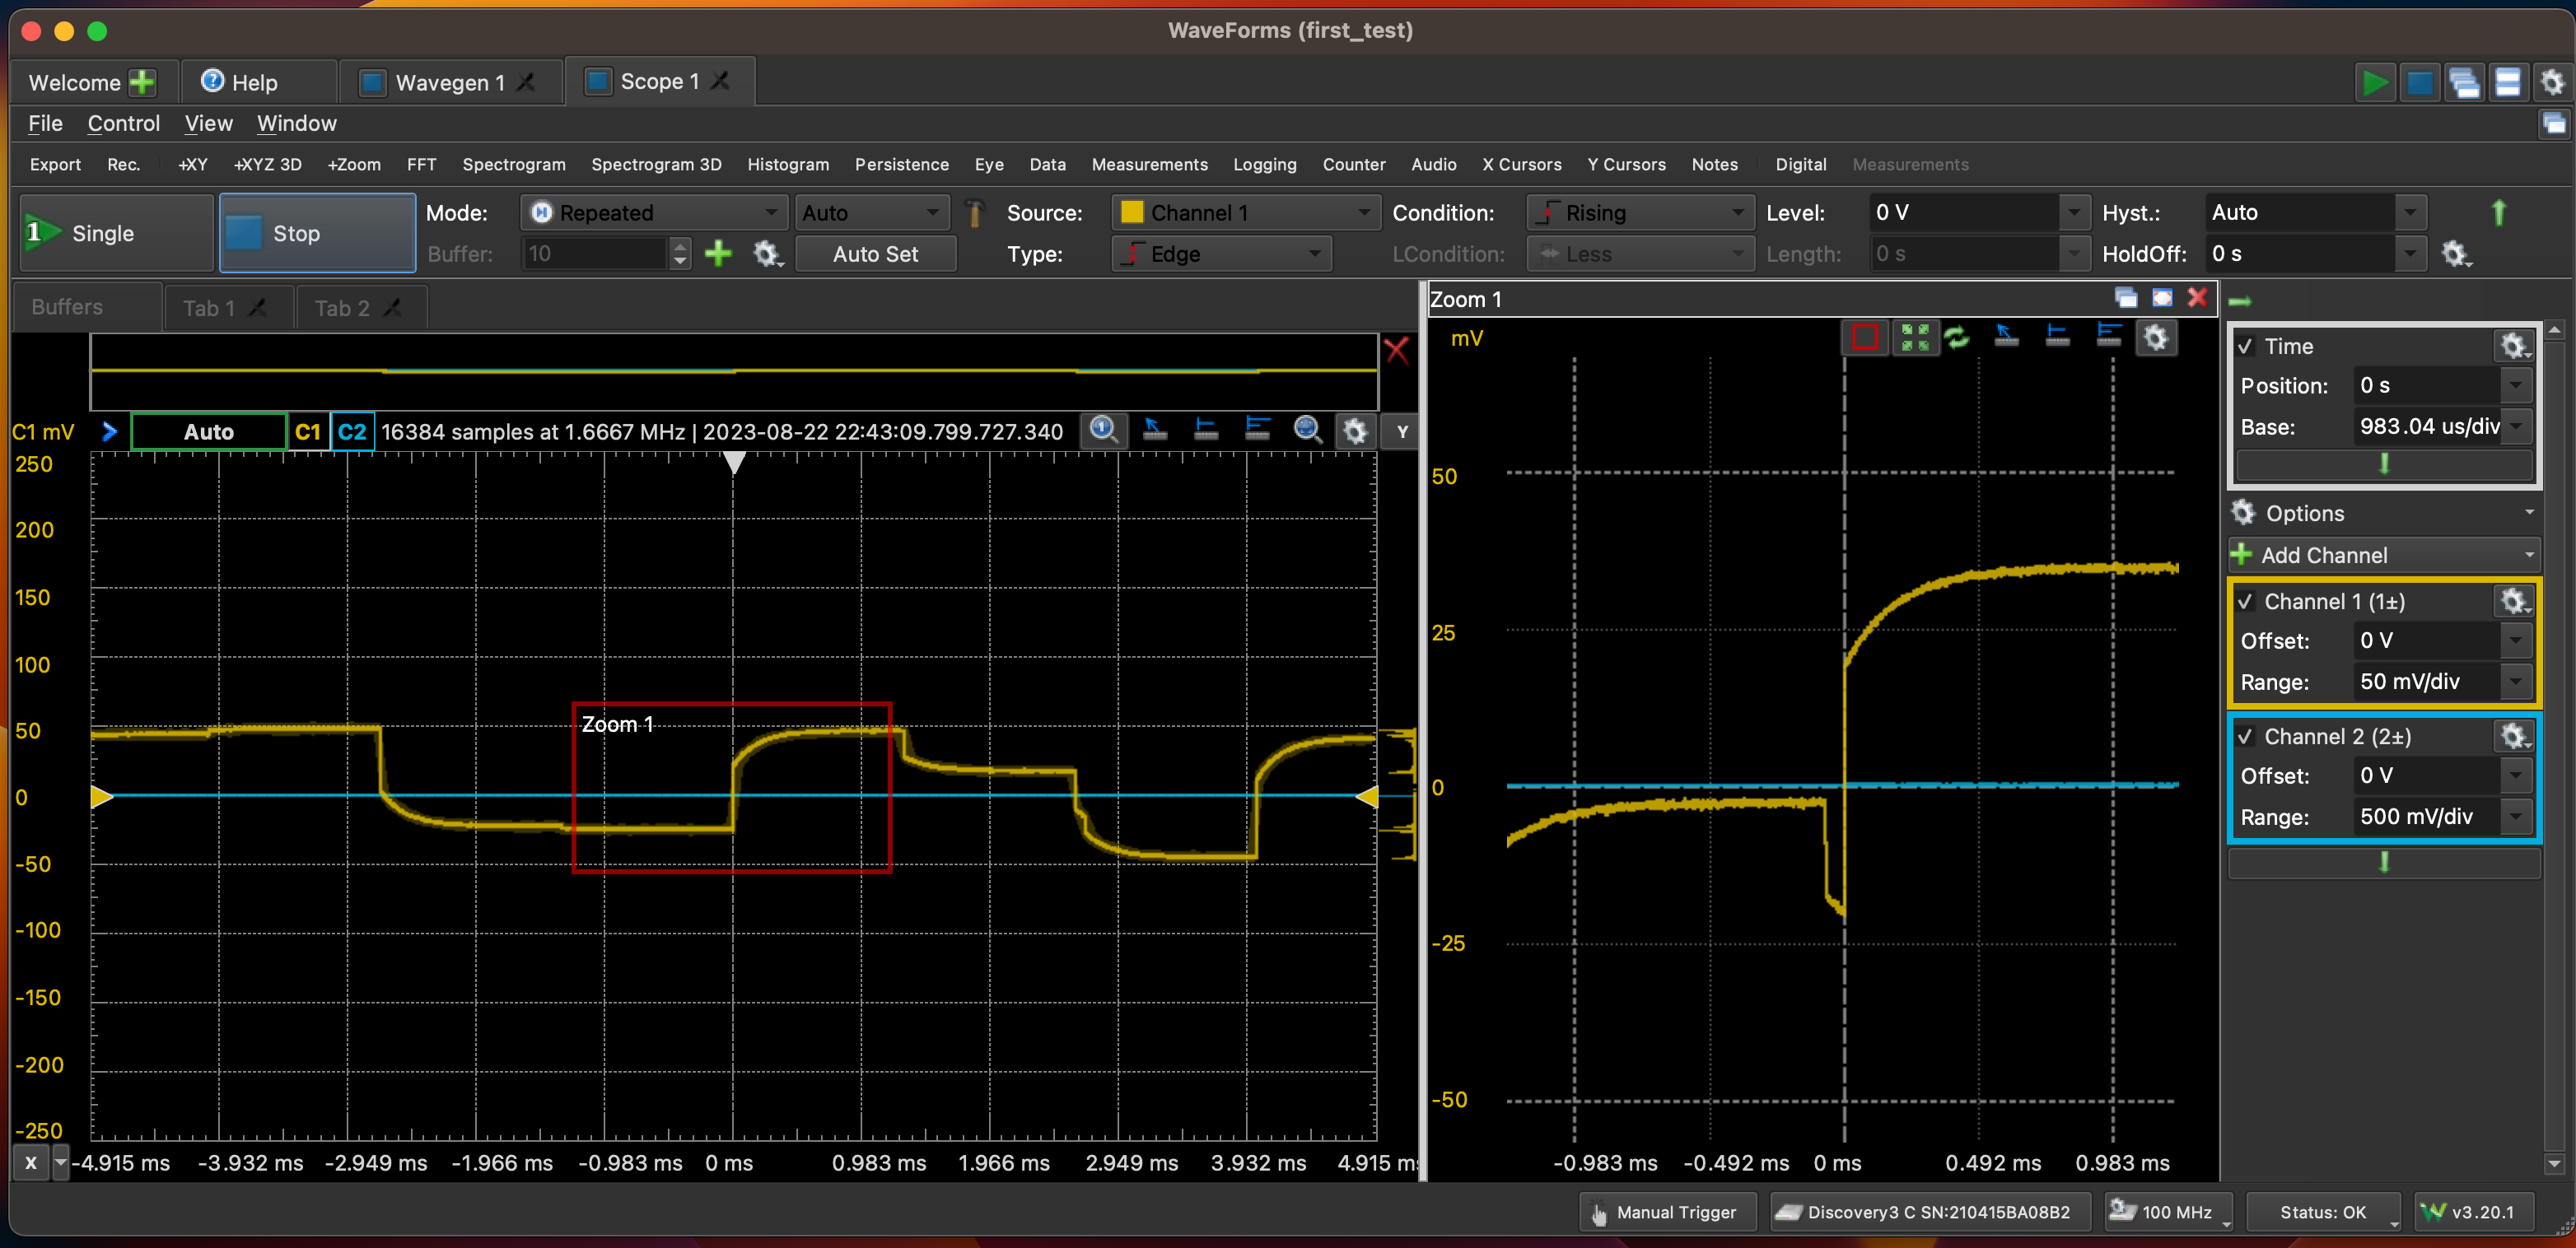 WaveForms (first_test)
Welcome Help Wavegen 1 Scope 1
File Control View Window
Export Rec. +XY +XYZ 3D +Zoom FFT Spectrogram Spectrogram 3D Histogram Persistence Eye Data Measurements Logging Counter Audio X Cursors Y Cursors Notes Digital Measurements
1 Single Stop Mode: Repeated Auto Source: Channel 1 Condition: Rising Level: 0 V Hyst.: Auto
Buffer: 10 Auto Set Type: Edge LCondition: Less Length: 0 s HoldOff: 0 s
Buffers Tab 1 Tab 2
C1 mV Auto C1 C2 16384 samples at 1.6667 MHz | 2023-08-22 22:43:09.799.727.340 Y
250
200
150
100
50
0
-50
-100
-150
-200
-250
Zoom 1
X -4.915 ms -3.932 ms -2.949 ms -1.966 ms -0.983 ms 0 ms 0.983 ms 1.966 ms 2.949 ms 3.932 ms 4.915 ms
Zoom 1
mV
50
25
0
-25
-50
-0.983 ms -0.492 ms 0 ms 0.492 ms 0.983 ms
Time
Position: 0 s
Base: 983.04 us/div
Options
Add Channel
Channel 1 (1±)
Offset: 0 V
Range: 50 mV/div
Channel 2 (2±)
Offset: 0 V
Range: 500 mV/div
Manual Trigger Discovery3 C SN:210415BA08B2 100 MHz Status: OK W v3.20.1